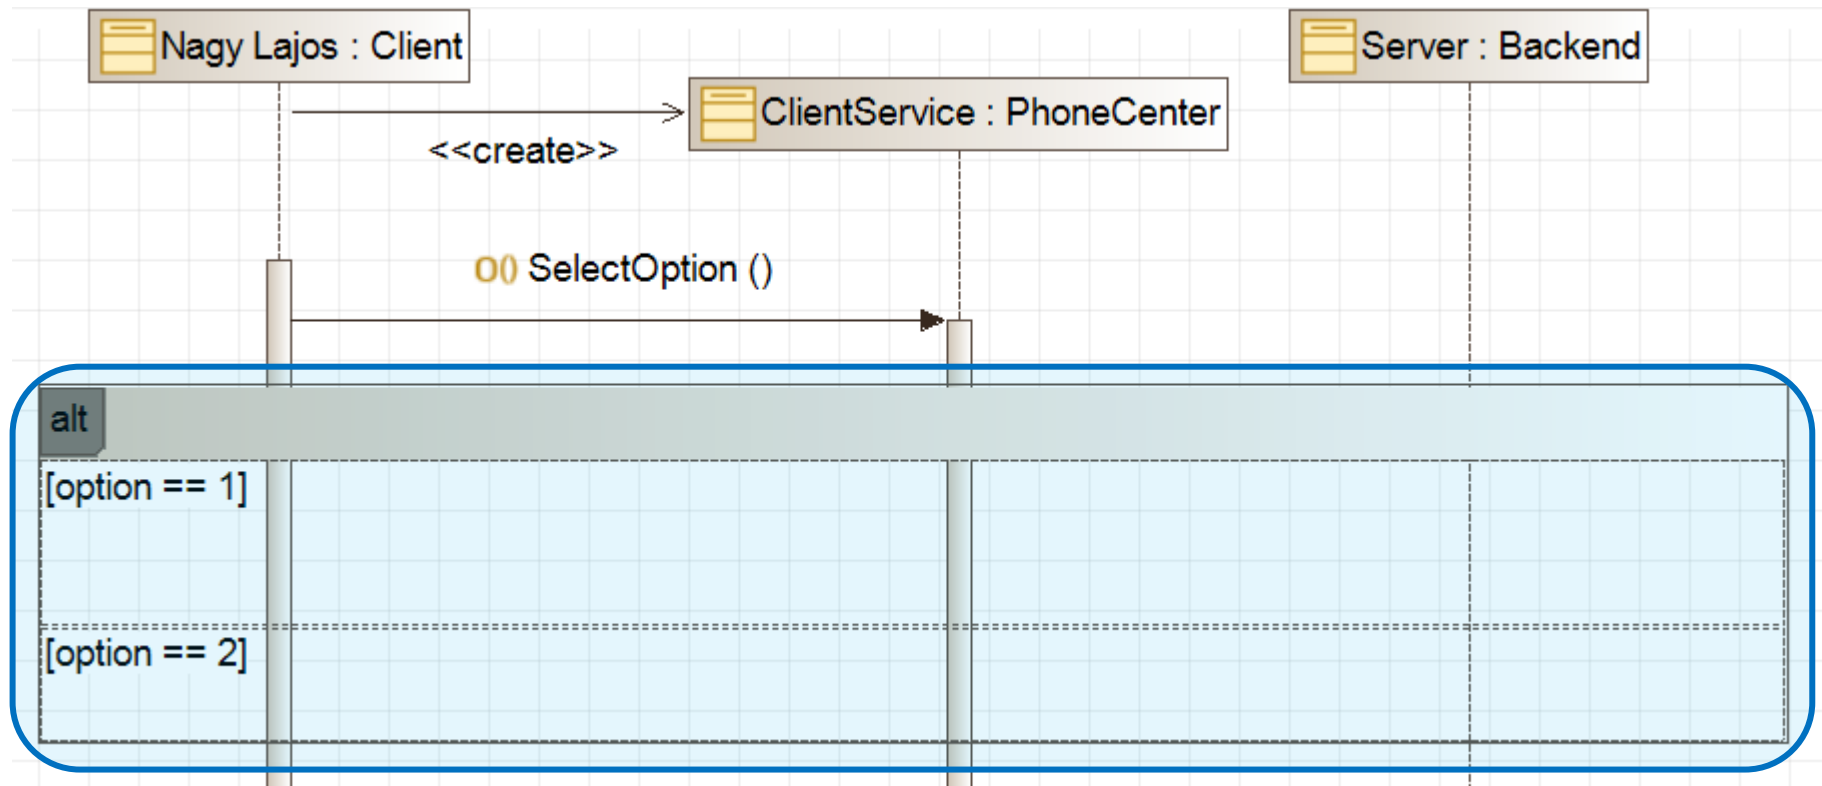 Nagy Lajos : Client
Server : Backend
ClientService : PhoneCenter
<<create>>
O() SelectOption ()
alt
[option == 1]
[option == 2]